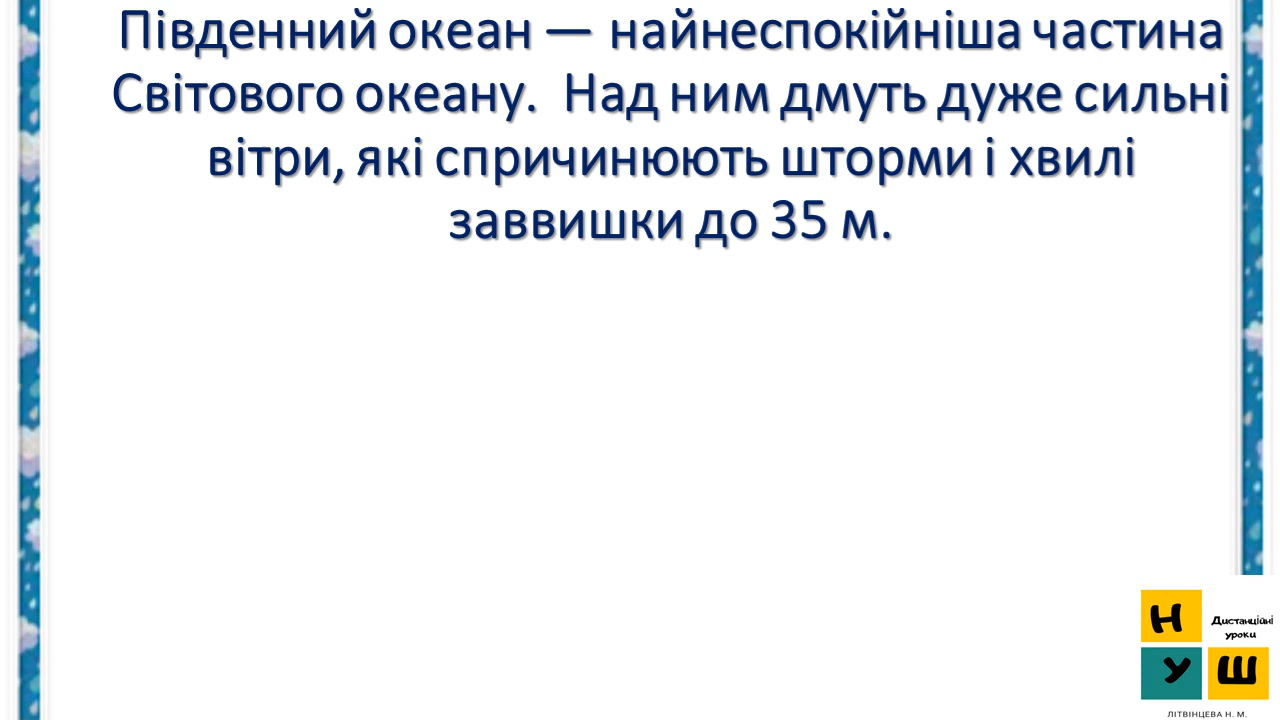 Південний океан — найнеспокійніша частина
Світового океану. Над ним дмуть дуже сильні
вітри, які спричинюють шторми і хвилі
заввишки до 35 м.
Н
Дистанційні
уроки
У Ш
ЛІТВІНЦЕВА Н. М.